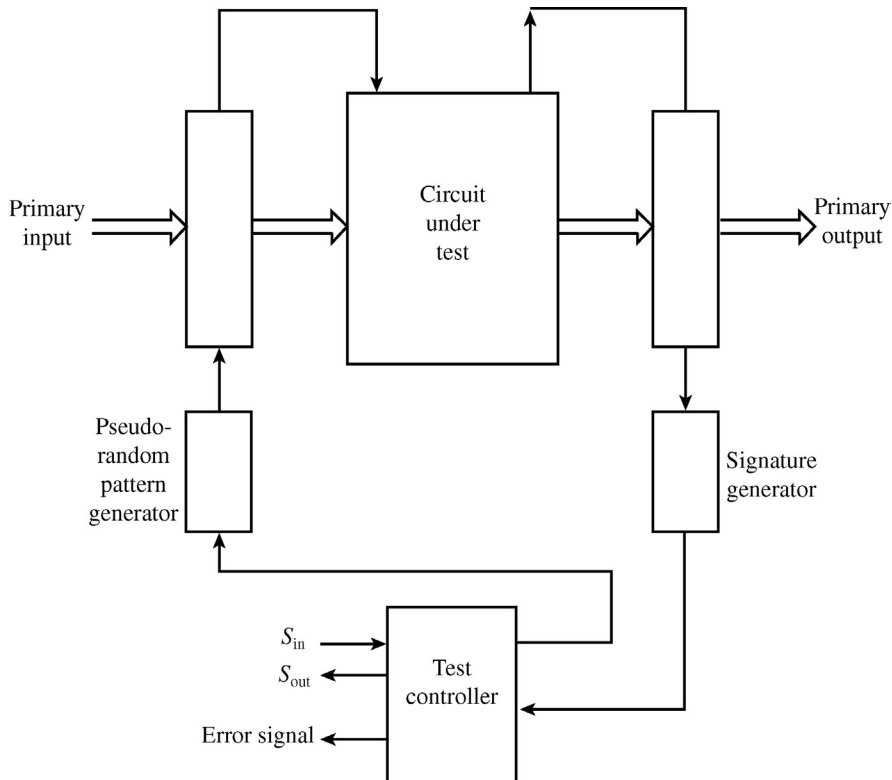 Primary
input
Circuit
under
test
Primary
output
Pseudo-
random
pattern
generator
Signature
generator
S_in
S_out
Error signal
Test
controller